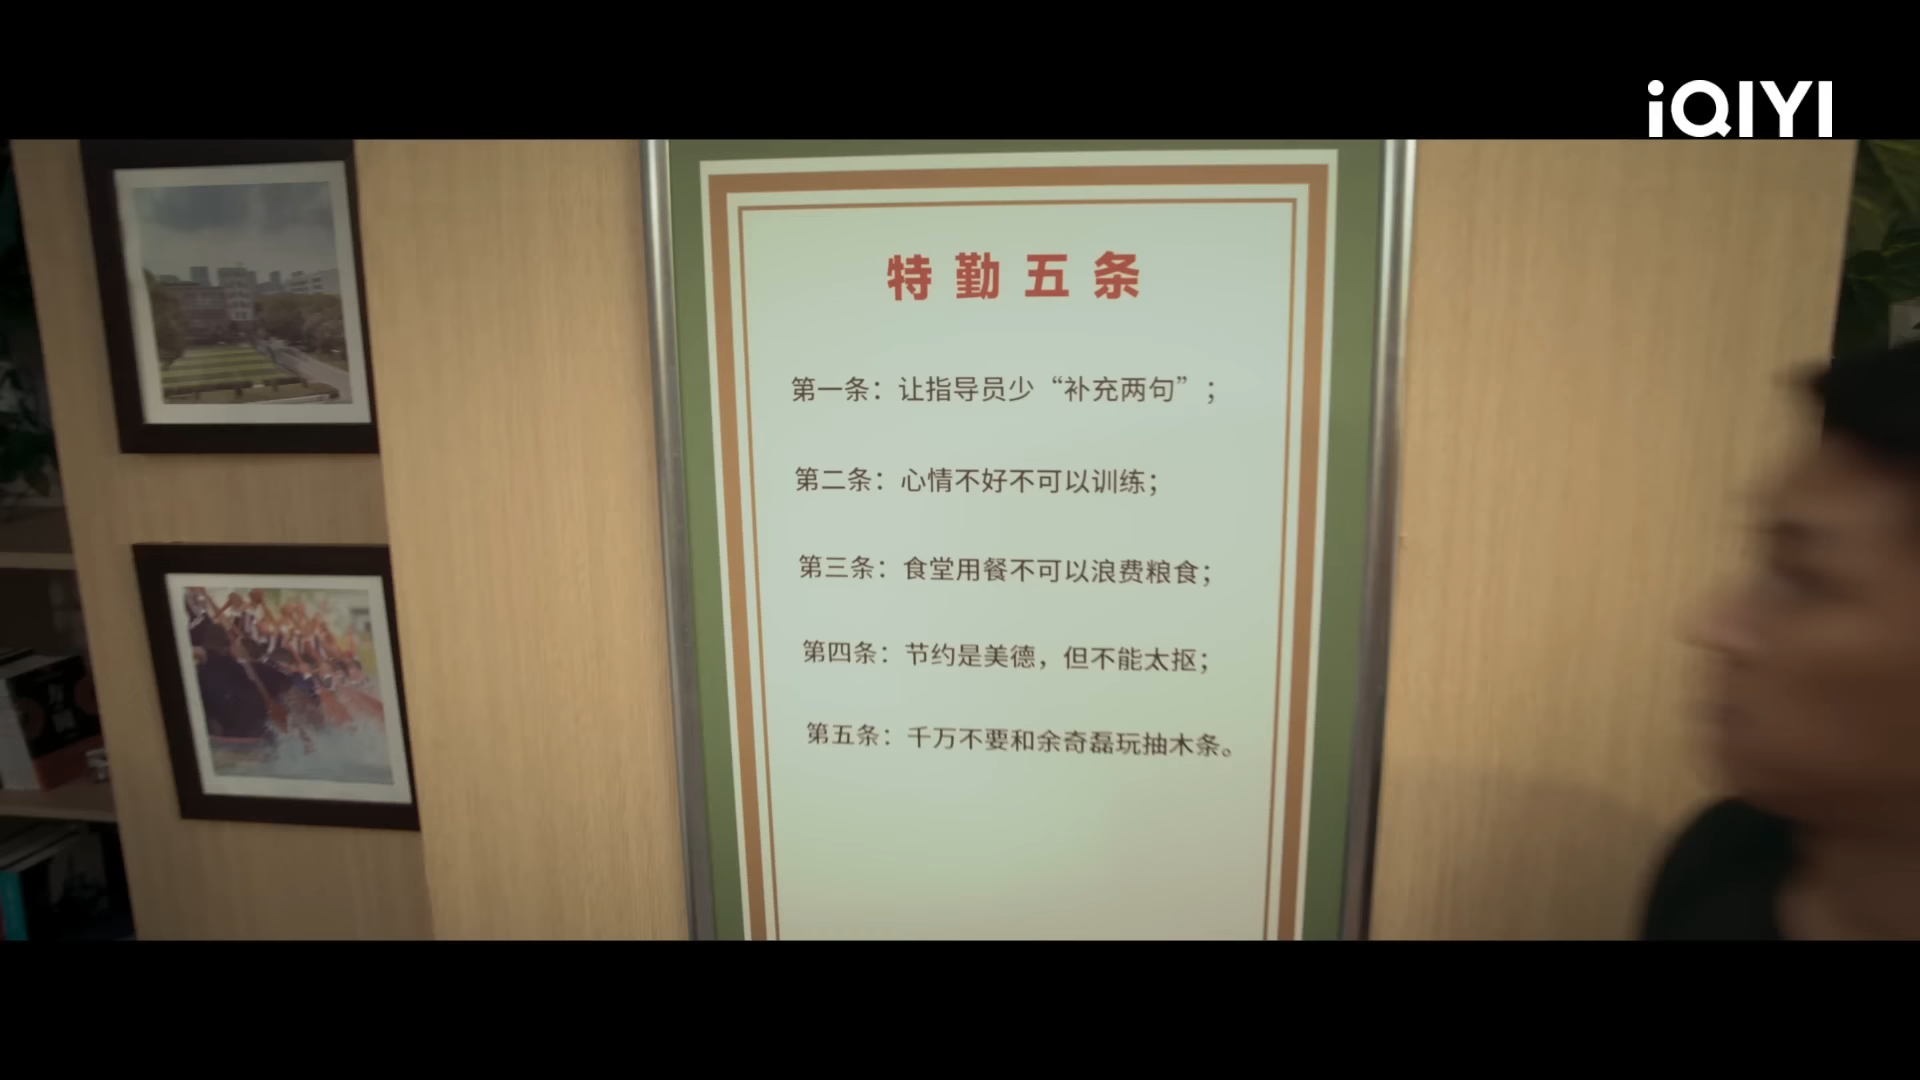 iQIYI
特勤五条
第一条：让指导员少“补充两句”；
第二条：心情不好不可以训练；
第三条：食堂用餐不可以浪费粮食；
第四条：节约是美德，但不能太抠；
第五条：千万不要和余奇磊玩抽木条。